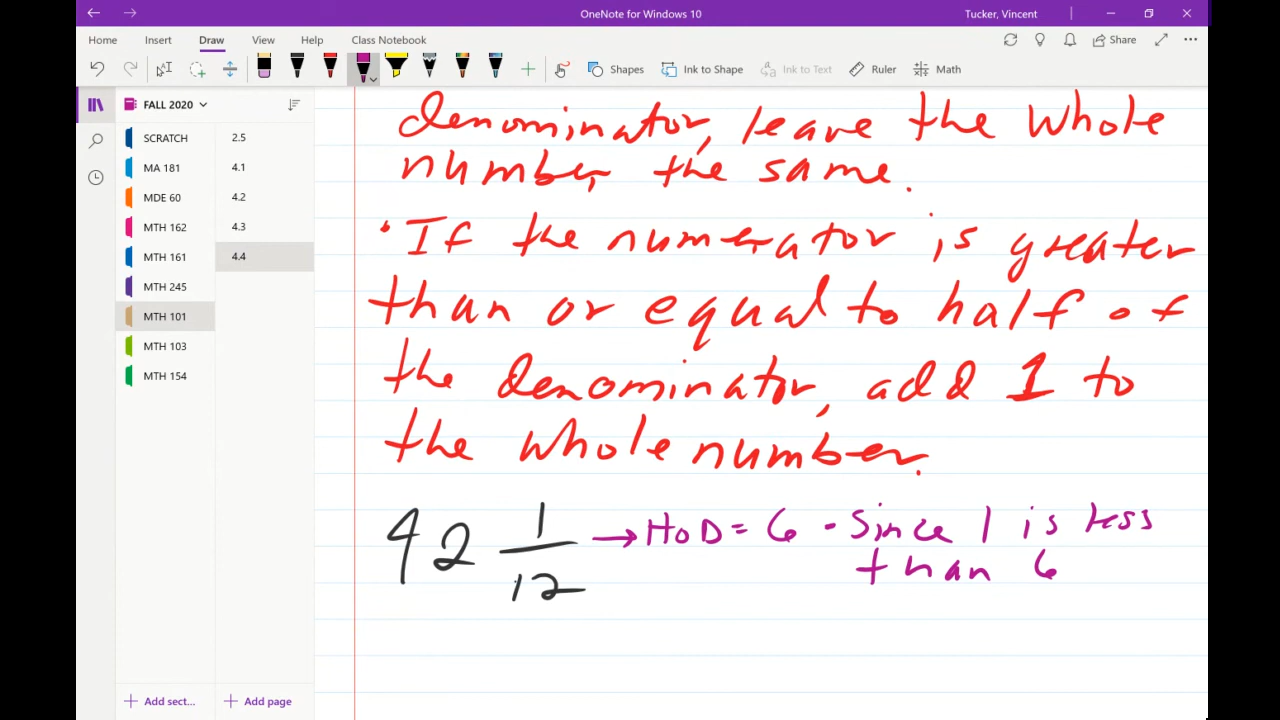 OneNote for Windows 10
Tucker, Vincent
Home Insert Draw View Help Class Notebook
Share
Shapes Ink to Shape Ink to Text Ruler Math
FALL 2020
SCRATCH
MA 181
MDE 60
MTH 162
MTH 161
MTH 245
MTH 101
MTH 103
MTH 154
2.5
4.1
4.2
4.3
4.4
denominator, leave the whole
number, the same.
• If the numerator is greater
than or equal to half of
the denominator, add 1 to
the whole number.
42 1/12 → HoD = 6 • Since 1 is less
than 6
Add sect... Add page